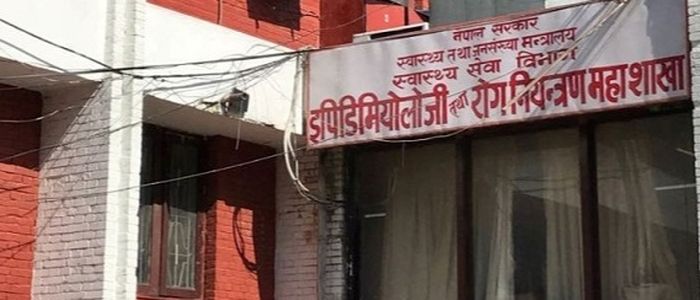 नेपाल सरकार
स्वास्थ्य तथा जनसंख्या मन्त्रालय
स्वास्थ्य सेवा विभाग
इपिडिमियोलोजी तथा रोग नियन्त्रण महाशाखा